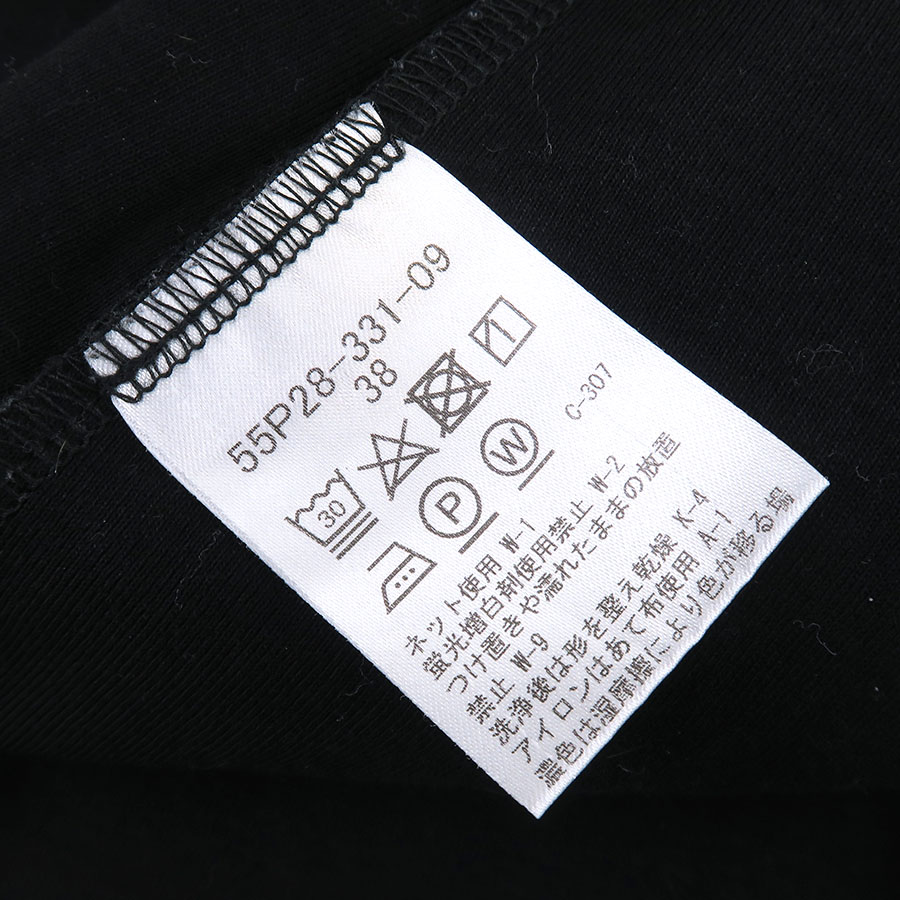 55P28-331-09
38
30
P
W
C-307
ネット使用 W-1
蛍光増白剤使用禁止 W-2
つけ置きや濡れたままの放置
禁止 W-9
洗浄後は形を整え乾燥 K-4
アイロンはあて布使用 A-1
濃色は湿摩擦により色が移る場